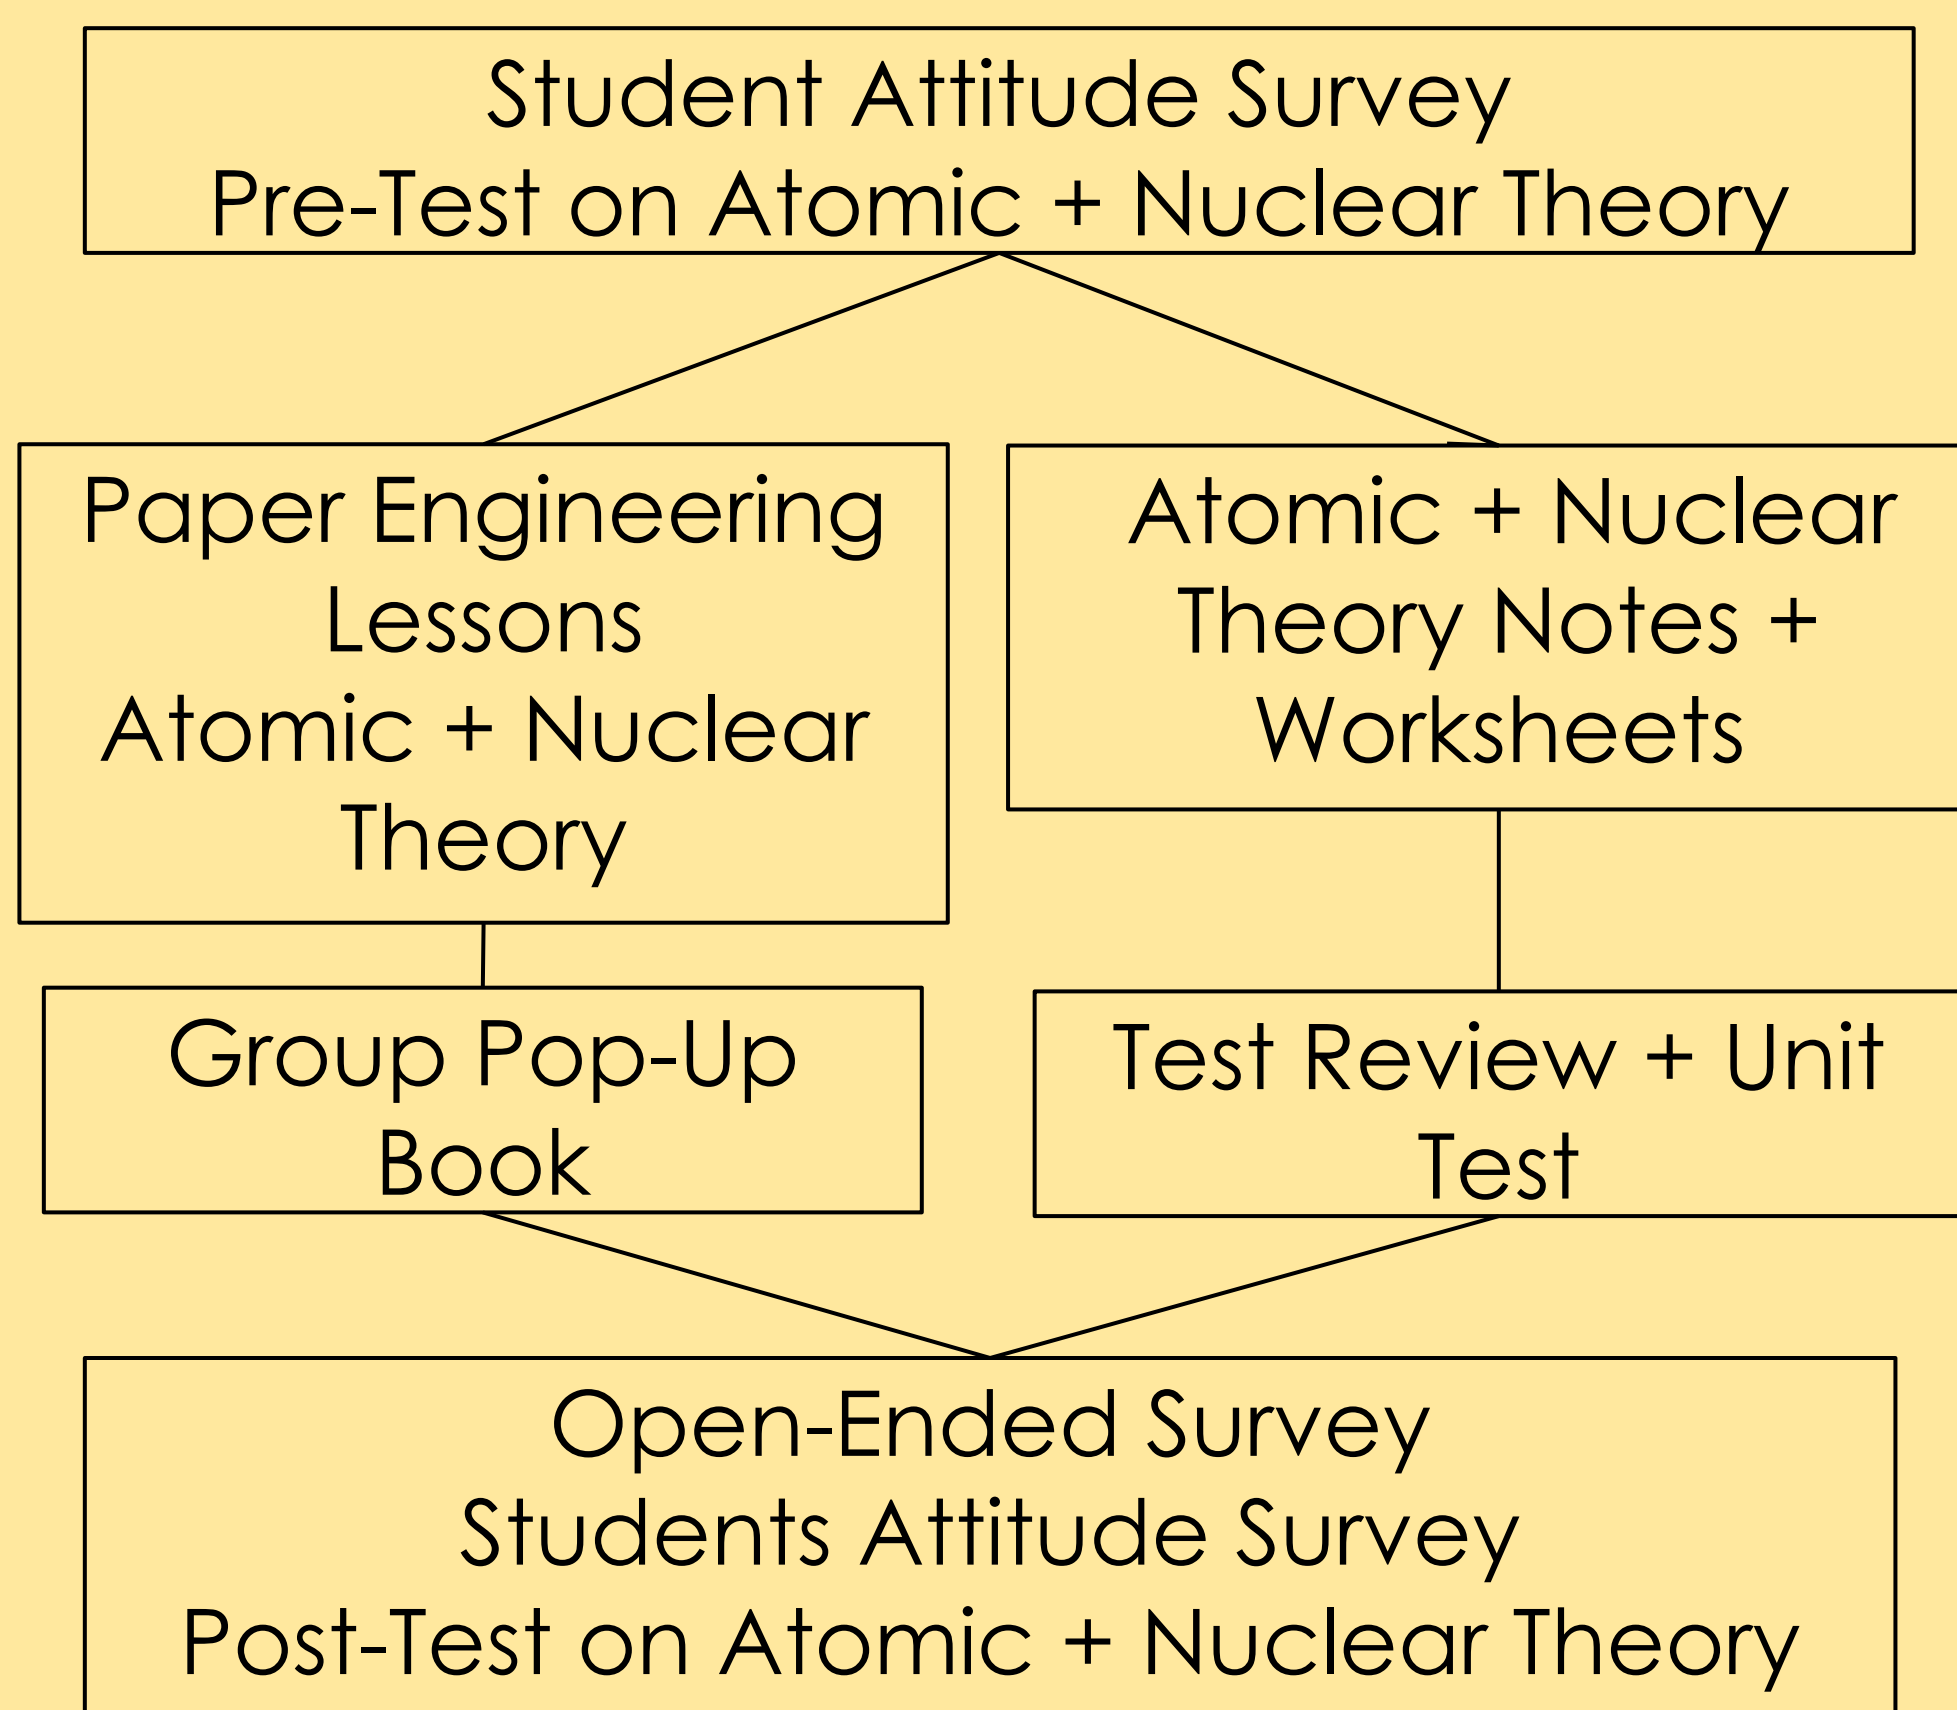 Student Attitude Survey
Pre-Test on Atomic + Nuclear Theory
Paper Engineering
Lessons
Atomic + Nuclear
Theory
Atomic + Nuclear
Theory Notes +
Worksheets
Group Pop-Up
Book
Test Review + Unit
Test
Open-Ended Survey
Students Attitude Survey
Post-Test on Atomic + Nuclear Theory